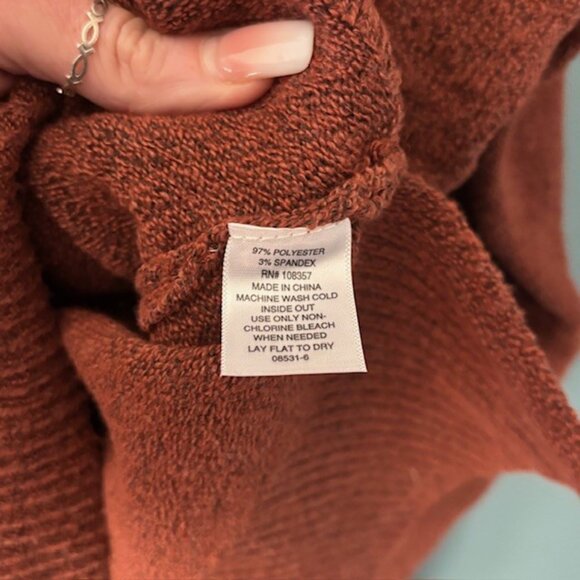 97% POLYESTER
3% SPANDEX
RN# 108357
MADE IN CHINA
MACHINE WASH COLD
INSIDE OUT
USE ONLY NON-
CHLORINE BLEACH
WHEN NEEDED
LAY FLAT TO DRY
08531-6